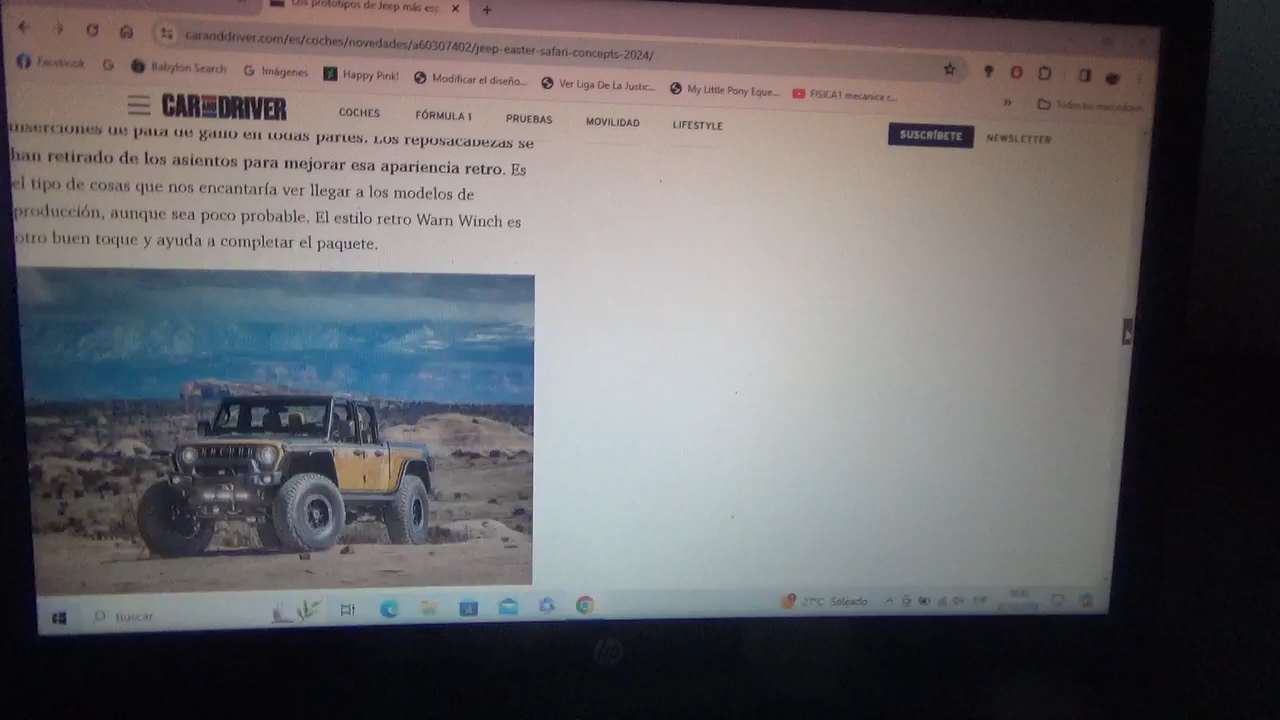 Los prototipos de Jeep más esp
caranddriver.com/es/coches/novedades/a60307402/jeep-easter-safari-concepts-2024/
Facebook
Babylon Search
Imágenes
Happy Pink!
Modificar el diseño...
Ver Liga De La Justic...
My Little Pony Eque...
FISICA1 mecanica c...
»
Todos los marcadores
CAR AND DRIVER
COCHES
FÓRMULA 1
PRUEBAS
MOVILIDAD
LIFESTYLE
SUSCRÍBETE
NEWSLETTER
inserciones de pata de gallo en todas partes. Los reposacabezas se
han retirado de los asientos para mejorar esa apariencia retro. Es
el tipo de cosas que nos encantaría ver llegar a los modelos de
producción, aunque sea poco probable. El estilo retro Warn Winch es
otro buen toque y ayuda a completar el paquete.
Buscar
27°C Soleado
ESP
hp